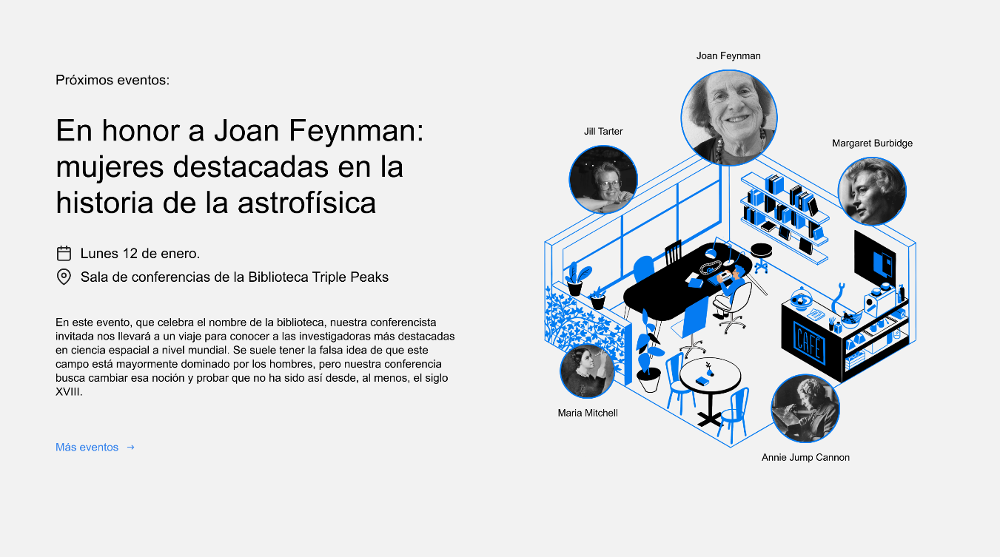 Próximos eventos:
En honor a Joan Feynman:
mujeres destacadas en la
historia de la astrofísica
Lunes 12 de enero.
Sala de conferencias de la Biblioteca Triple Peaks
En este evento, que celebra el nombre de la biblioteca, nuestra conferencista
invitada nos llevará a un viaje para conocer a las investigadoras más destacadas
en ciencia espacial a nivel mundial. Se suele tener la falsa idea de que este
campo está mayormente dominado por los hombres, pero nuestra conferencia
busca cambiar esa noción y probar que no ha sido así desde, al menos, el siglo
XVIII.
Más eventos →
Joan Feynman
Jill Tarter
Margaret Burbidge
CAFE
Maria Mitchell
Annie Jump Cannon